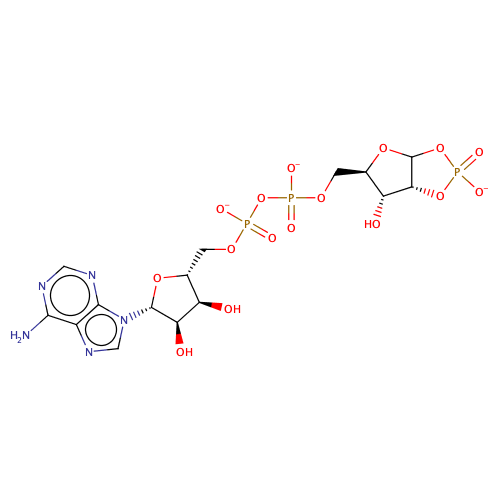 O
O⁻ O O P
O⁻ O O⁻
P O P O HO
O O
O
N N O
N OH
H₂N N OH